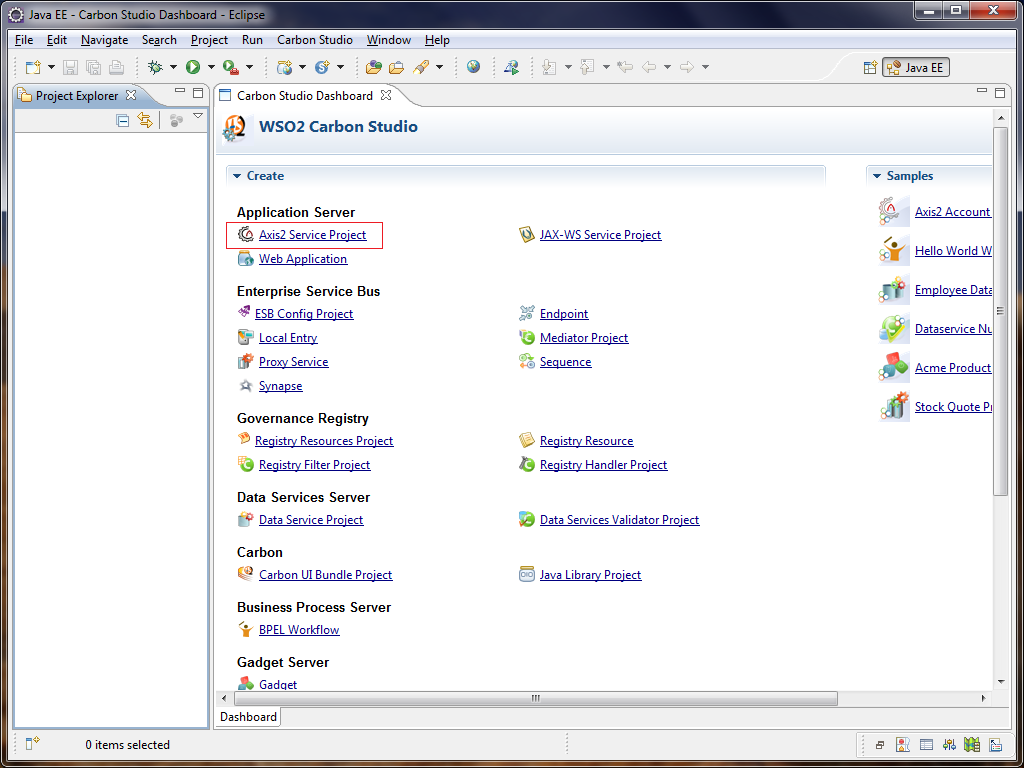 Java EE - Carbon Studio Dashboard - Eclipse
File Edit Navigate Search Project Run Carbon Studio Window Help
Java EE
Project Explorer
Carbon Studio Dashboard
WSO2 Carbon Studio
Create
Samples
Application Server
Axis2 Service Project
JAX-WS Service Project
Web Application
Enterprise Service Bus
ESB Config Project
Endpoint
Local Entry
Mediator Project
Proxy Service
Sequence
Synapse
Governance Registry
Registry Resources Project
Registry Resource
Registry Filter Project
Registry Handler Project
Data Services Server
Data Service Project
Data Services Validator Project
Carbon
Carbon UI Bundle Project
Java Library Project
Business Process Server
BPEL Workflow
Gadget Server
Gadget
Axis2 Account
Hello World W
Employee Data
Dataservice Nu
Acme Product
Stock Quote Pr
Dashboard
0 items selected